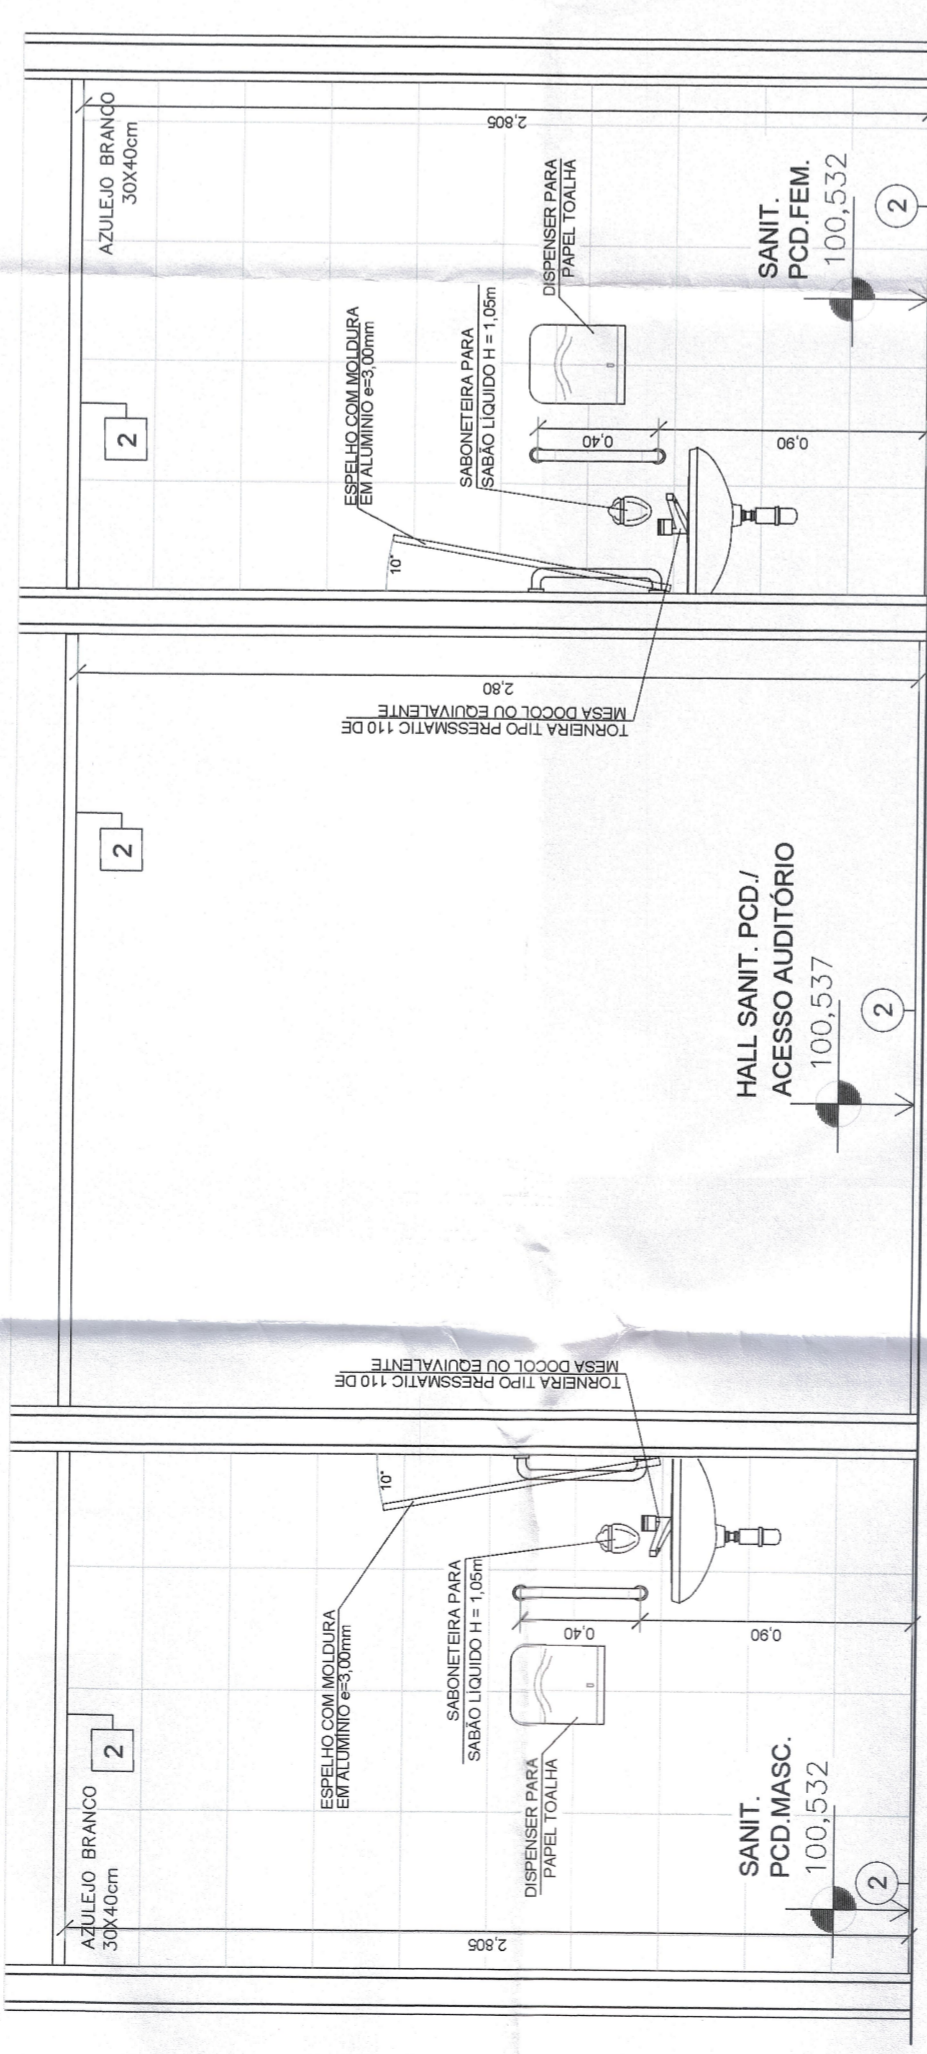 AZULEJO BRANCO
30X40cm
2
2,805
ESPELHO COM MOLDURA
EM ALUMINIO e=3,00mm
10°
SABONETEIRA PARA
SABÃO LÍQUIDO H = 1,05m
DISPENSER PARA
PAPEL TOALHA
0,40
0,90
SANIT.
PCD.MASC.
100,532
2
TORNEIRA TIPO PRESSMATIC 110 DE
MESA DOCOL OU EQUIVALENTE
2
HALL SANIT. PCD./
ACESSO AUDITÓRIO
100,537
2
2,80
TORNEIRA TIPO PRESSMATIC 110 DE
MESA DOCOL OU EQUIVALENTE
2
AZULEJO BRANCO
30X40cm
2,805
ESPELHO COM MOLDURA
EM ALUMINIO e=3,00mm
10°
SABONETEIRA PARA
SABÃO LÍQUIDO H = 1,05m
DISPENSER PARA
PAPEL TOALHA
0,40
0,90
SANIT.
PCD.FEM.
100,532
2